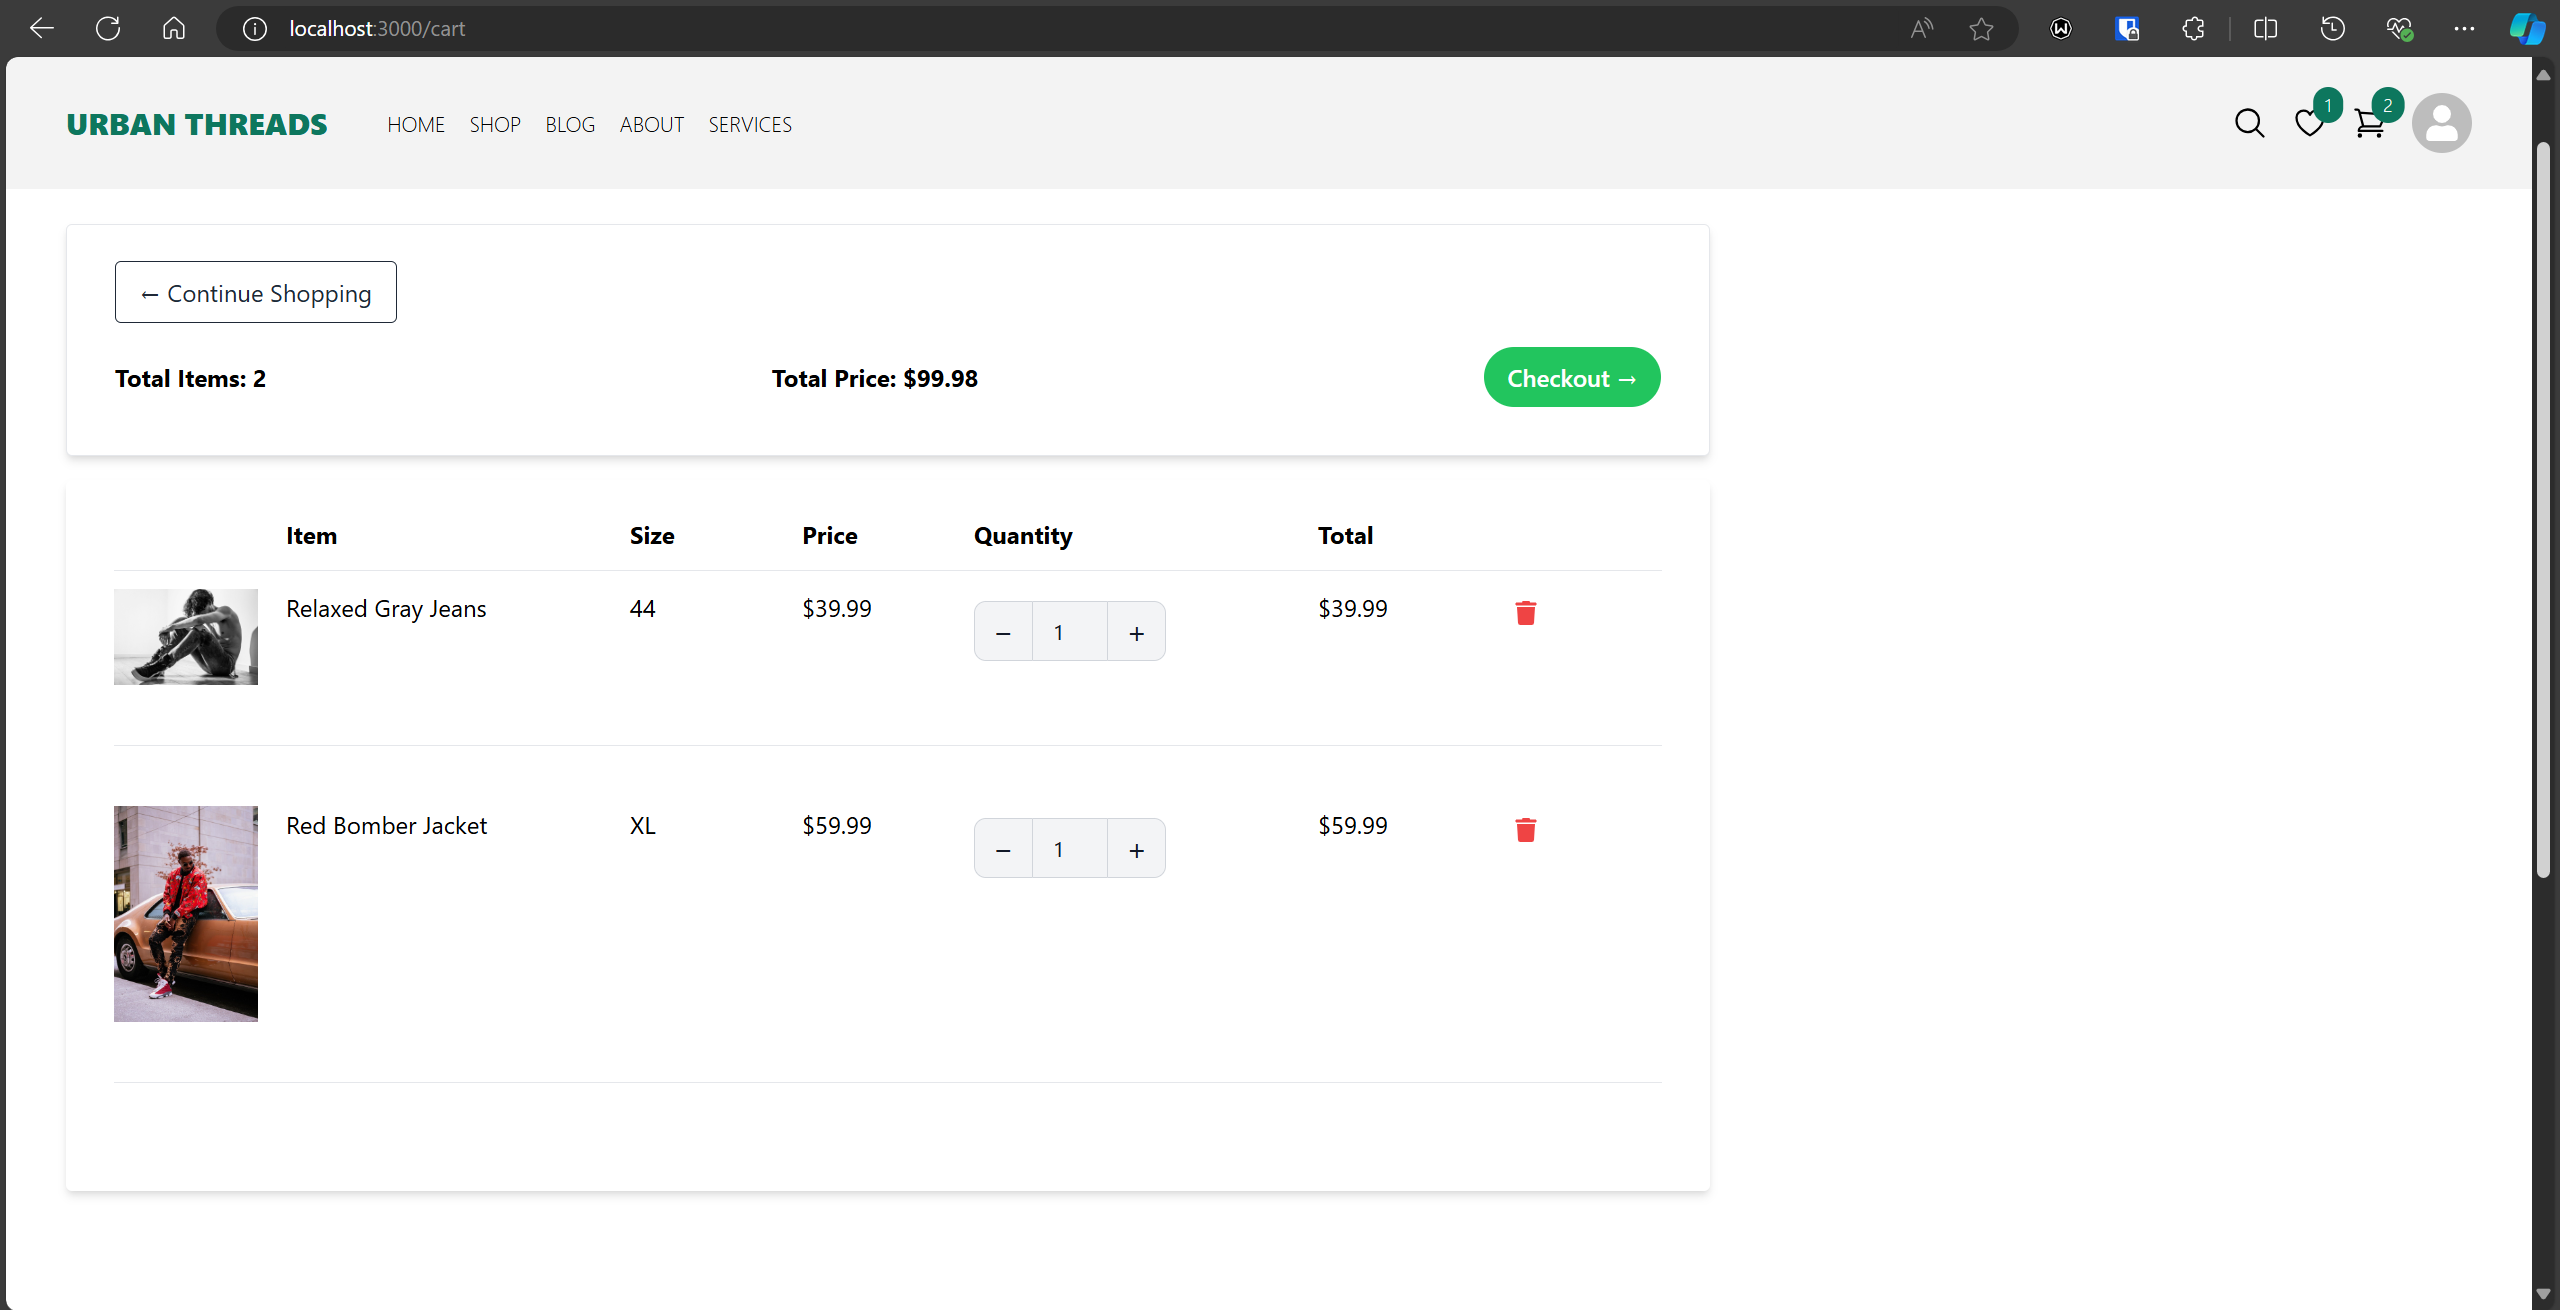 localhost:3000/cart
URBAN THREADS HOME SHOP BLOG ABOUT SERVICES 1 2
← Continue Shopping
Total Items: 2 Total Price: $99.98 Checkout →
Item Size Price Quantity Total
Relaxed Gray Jeans 44 $39.99 − 1 + $39.99
Red Bomber Jacket XL $59.99 − 1 + $59.99